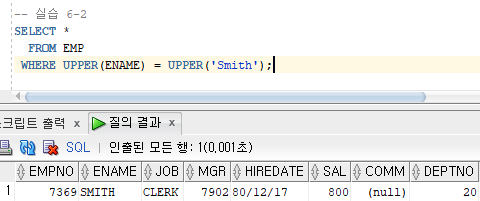 -- 실습 6-2
SELECT *
FROM EMP
WHERE UPPER(ENAME) = UPPER('Smith');
스크립트 출력 x 질의 결과 x
SQL | 인출된 모든 행: 1(0,001초)
EMPNO ENAME JOB MGR HIREDATE SAL COMM DEPTNO
1 7369 SMITH CLERK 7902 80/12/17 800 (null) 20